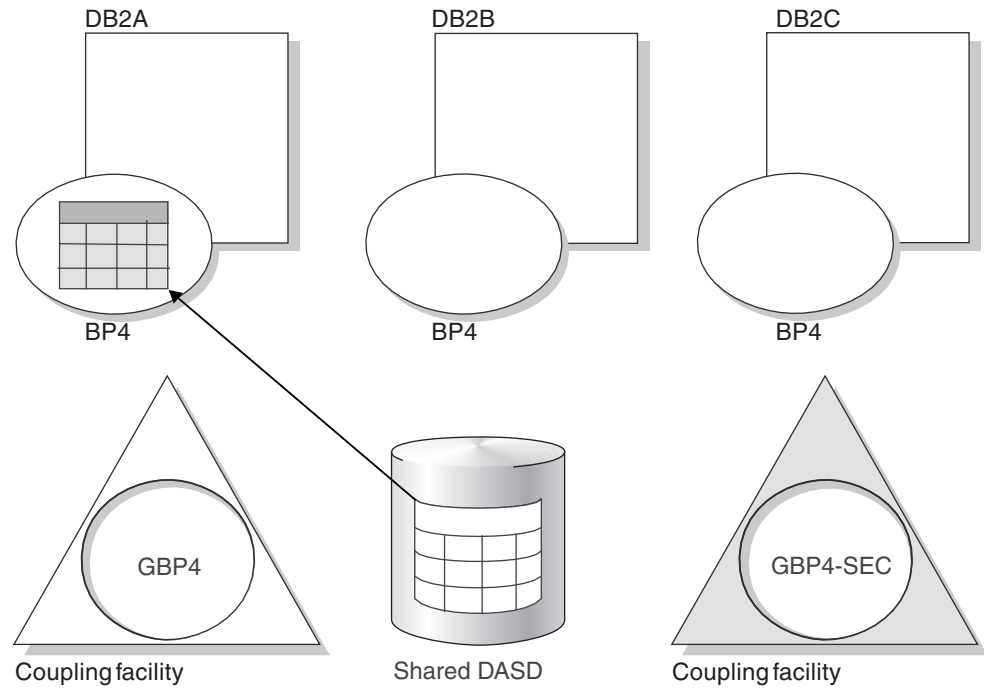 DB2A
DB2B
DB2C
BP4
BP4
BP4
GBP4
GBP4-SEC
Coupling facility
Shared DASD
Coupling facility